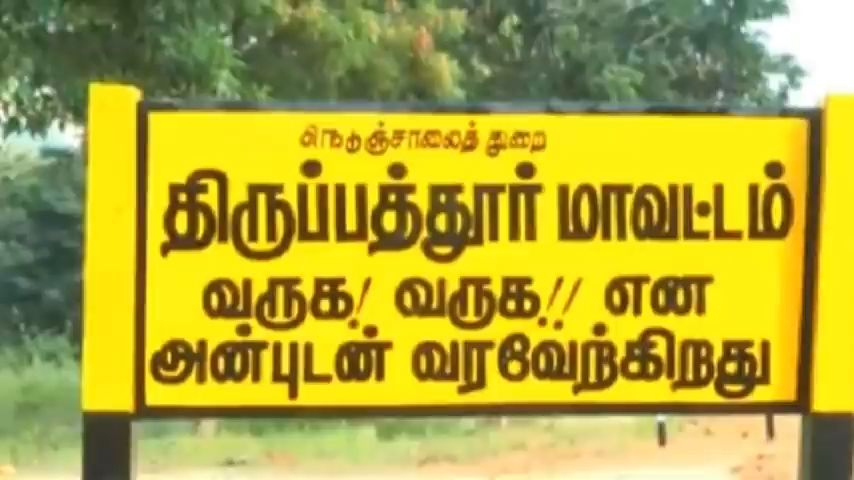 நெடுஞ்சாலைத் துறை
திருப்பத்தூர் மாவட்டம்
வருக! வருக!! என
அன்புடன் வரவேற்கிறது